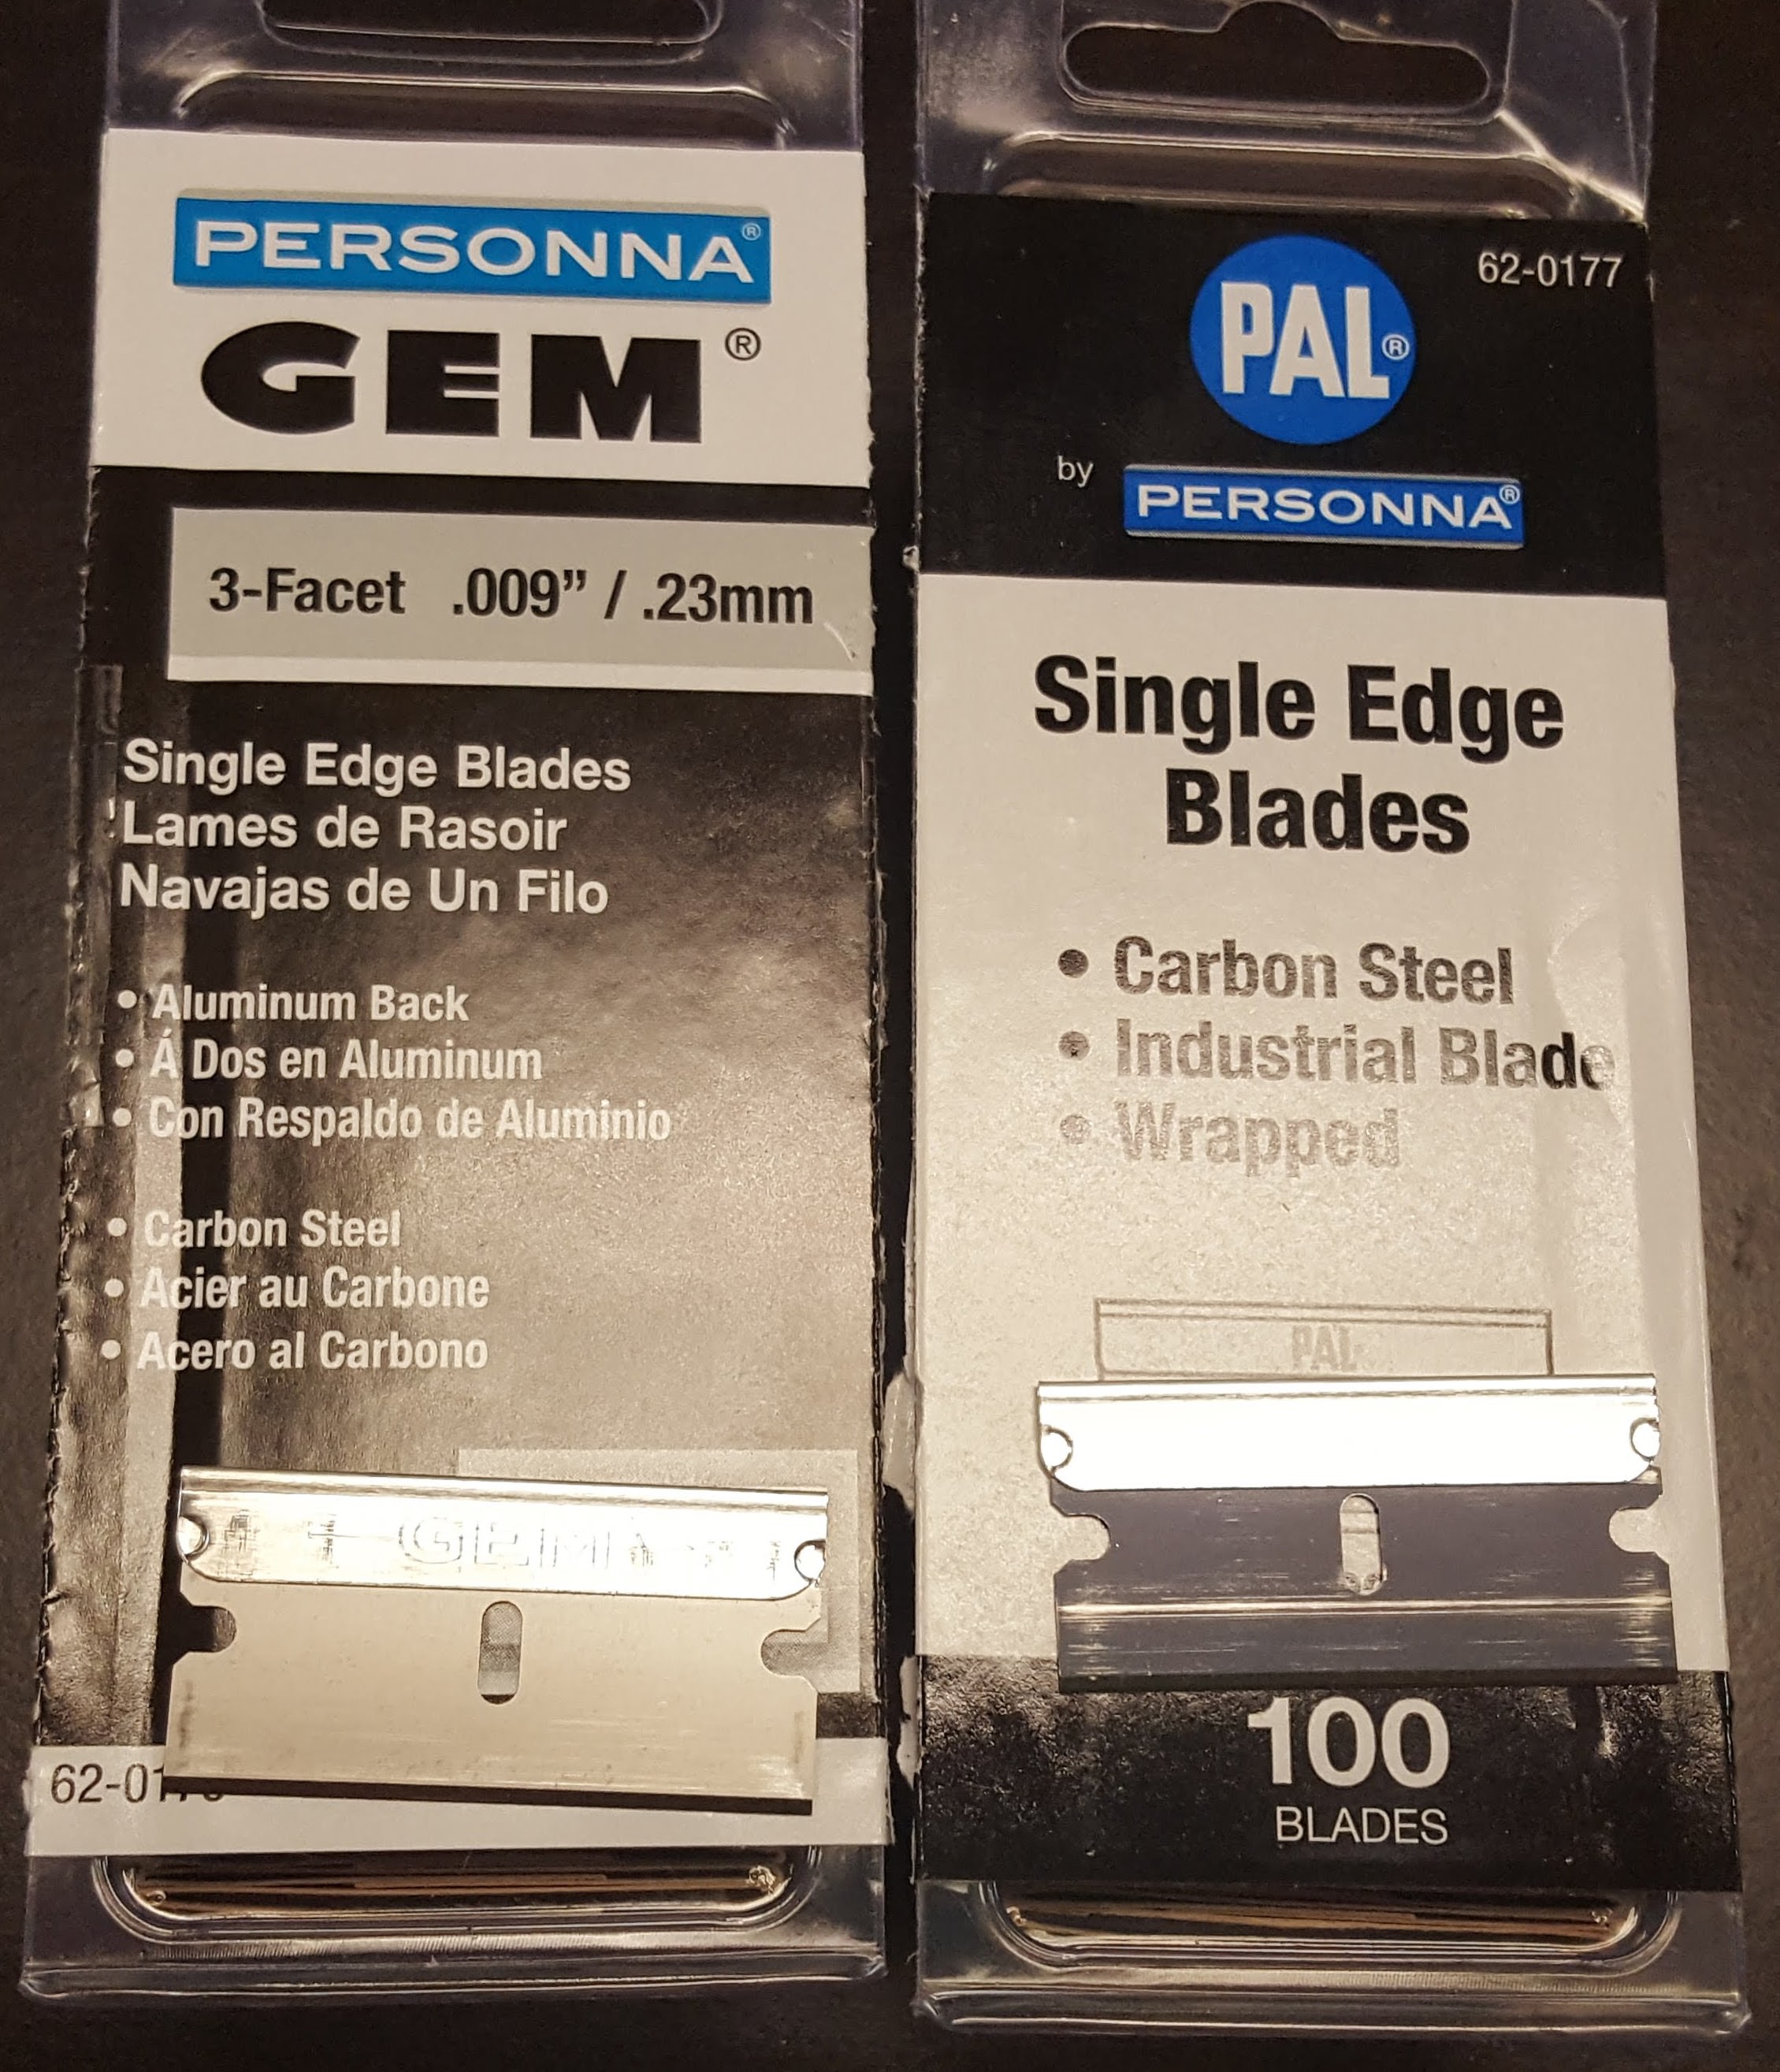 PERSONNA®
GEM®
3-Facet .009” / .23mm
Single Edge Blades
Lames de Rasoir
Navajas de Un Filo
• Aluminum Back
• Á Dos en Aluminum
• Con Respaldo de Aluminio
• Carbon Steel
• Acier au Carbone
• Acero al Carbono
GEM
62-0177
PAL®
by PERSONNA®
Single Edge
Blades
• Carbon Steel
• Industrial Blade
• Wrapped
PAL
100
BLADES